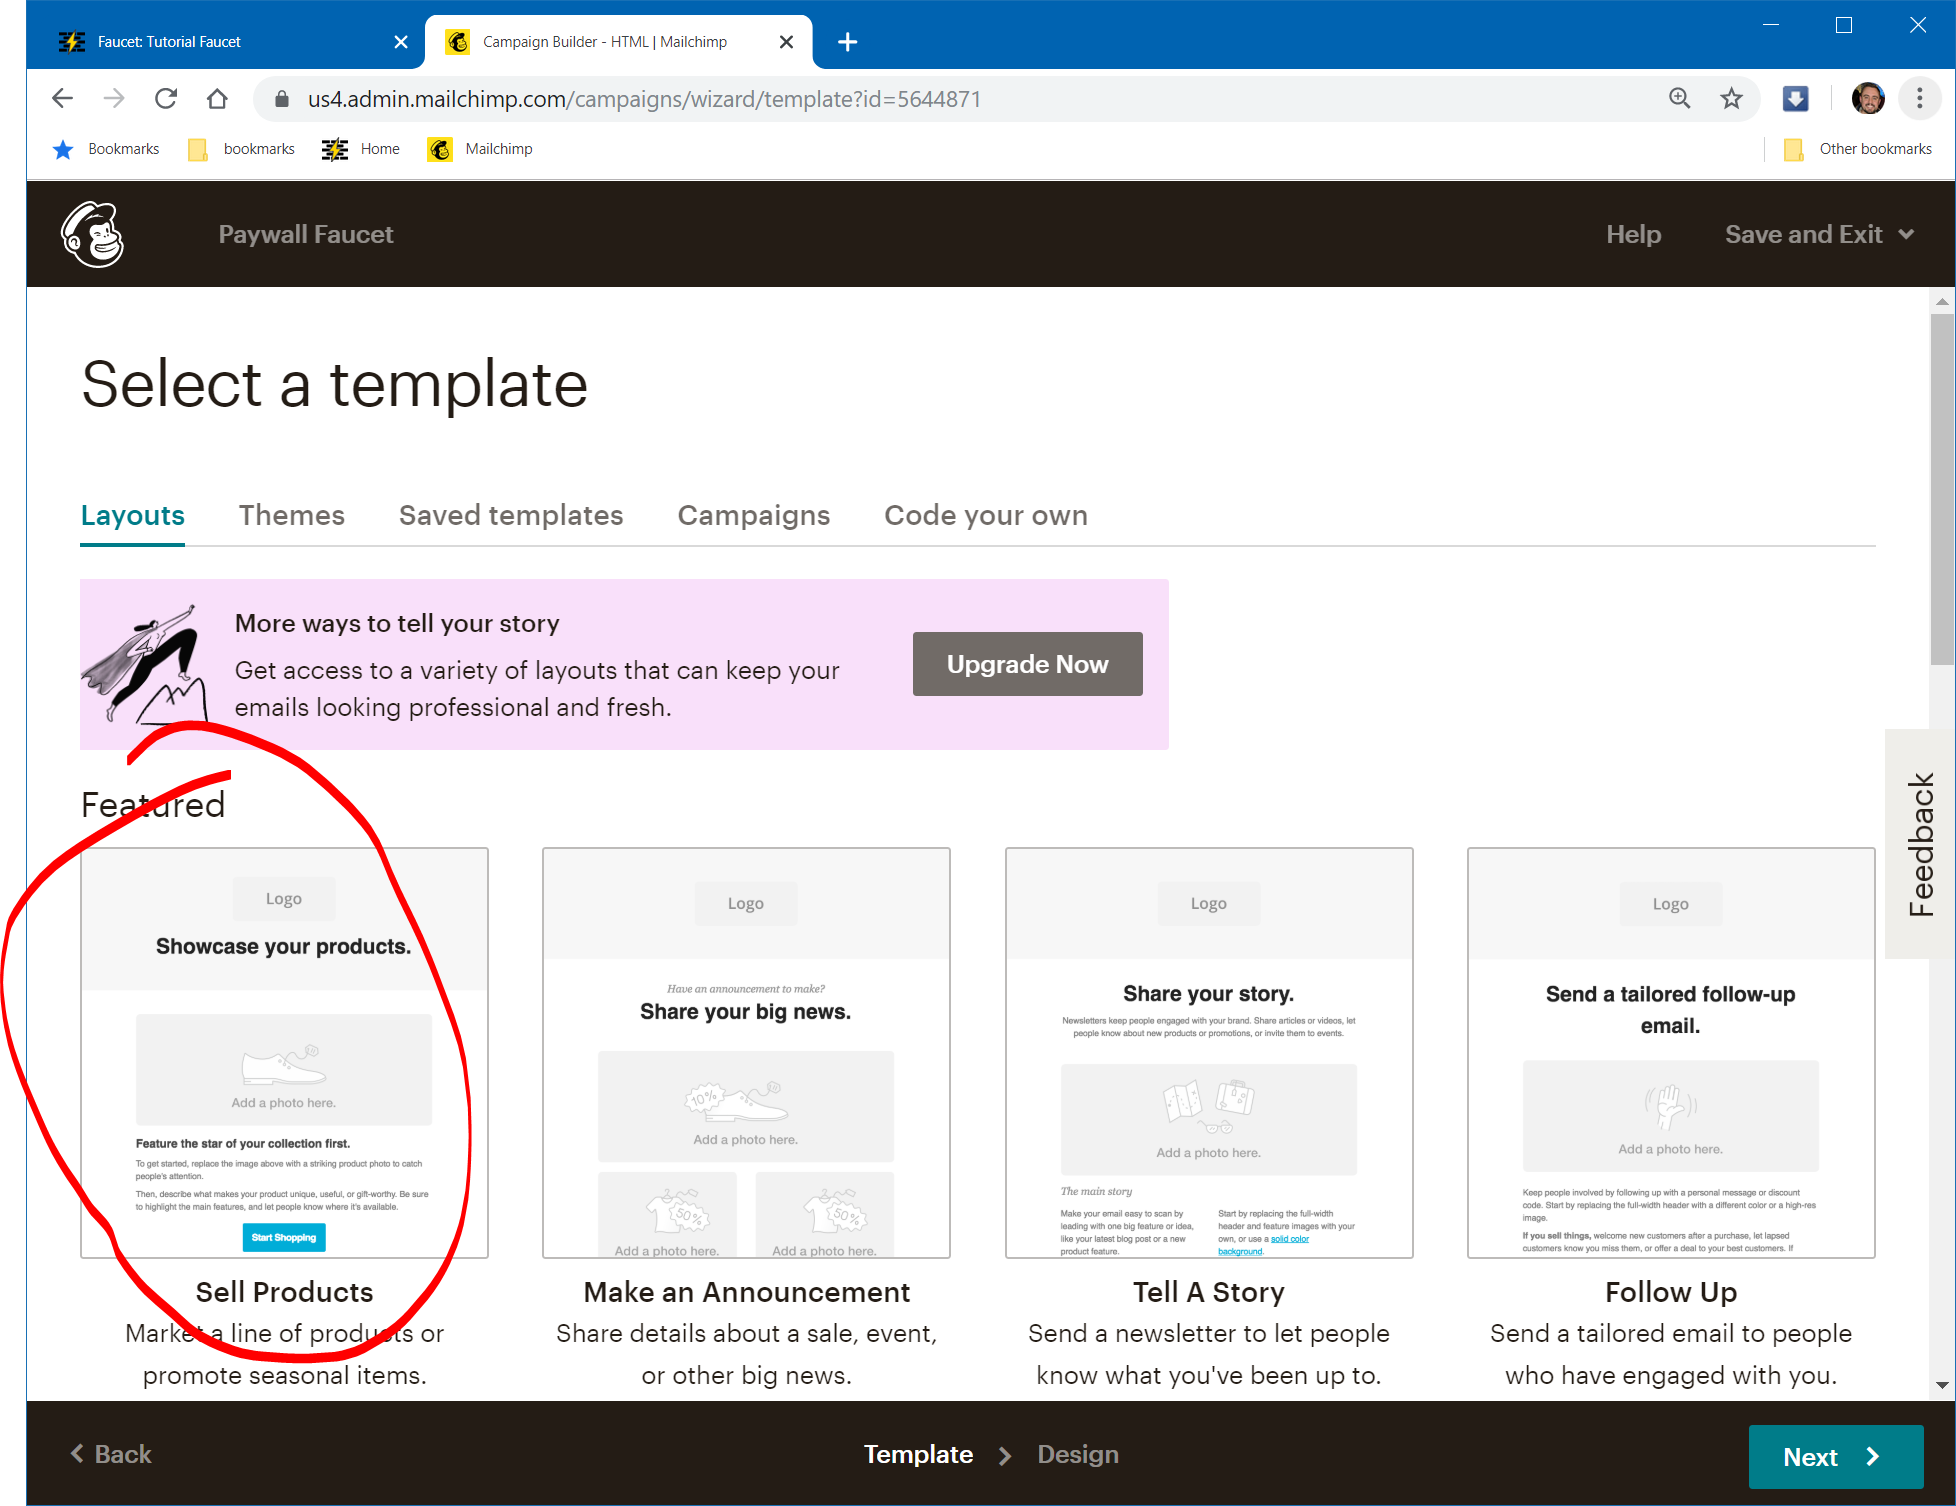 Faucet: Tutorial Faucet
Campaign Builder - HTML | Mailchimp
us4.admin.mailchimp.com/campaigns/wizard/template?id=5644871
Bookmarks bookmarks Home Mailchimp Other bookmarks
Paywall Faucet Help Save and Exit
Select a template
Layouts Themes Saved templates Campaigns Code your own
More ways to tell your story
Get access to a variety of layouts that can keep your
emails looking professional and fresh.
Upgrade Now
Feedback
Featured
Logo
Showcase your products.
Add a photo here.
Feature the star of your collection first.
To get started, replace the image above with a striking product photo to catch
people's attention.
Then, describe what makes your product unique, useful, or gift-worthy. Be sure
to highlight the main features, and let people know where it's available.
Start Shopping
Sell Products
Market a line of products or
promote seasonal items.
Logo
Have an announcement to make?
Share your big news.
10%
Add a photo here.
50%
Add a photo here.
50%
Add a photo here.
Make an Announcement
Share details about a sale, event,
or other big news.
Logo
Share your story.
Newsletters keep people engaged with your brand. Share articles or videos, let
people know about new products or promotions, or invite them to events.
Add a photo here.
The main story
Make your email easy to scan by
leading with one big feature or idea,
like your latest blog post or a new
product feature.
Start by replacing the full-width
header and feature images with your
own, or use a solid color
background.
Tell A Story
Send a newsletter to let people
know what you've been up to.
Logo
Send a tailored follow-up
email.
Add a photo here.
Keep people involved by following up with a personal message or discount
code. Start by replacing the full-width header with a different color or a high-res
image.
If you sell things, welcome new customers after a purchase, let lapsed
customers know you miss them, or offer a deal to your best customers. If
Follow Up
Send a tailored email to people
who have engaged with you.
Back
Template
Design
Next